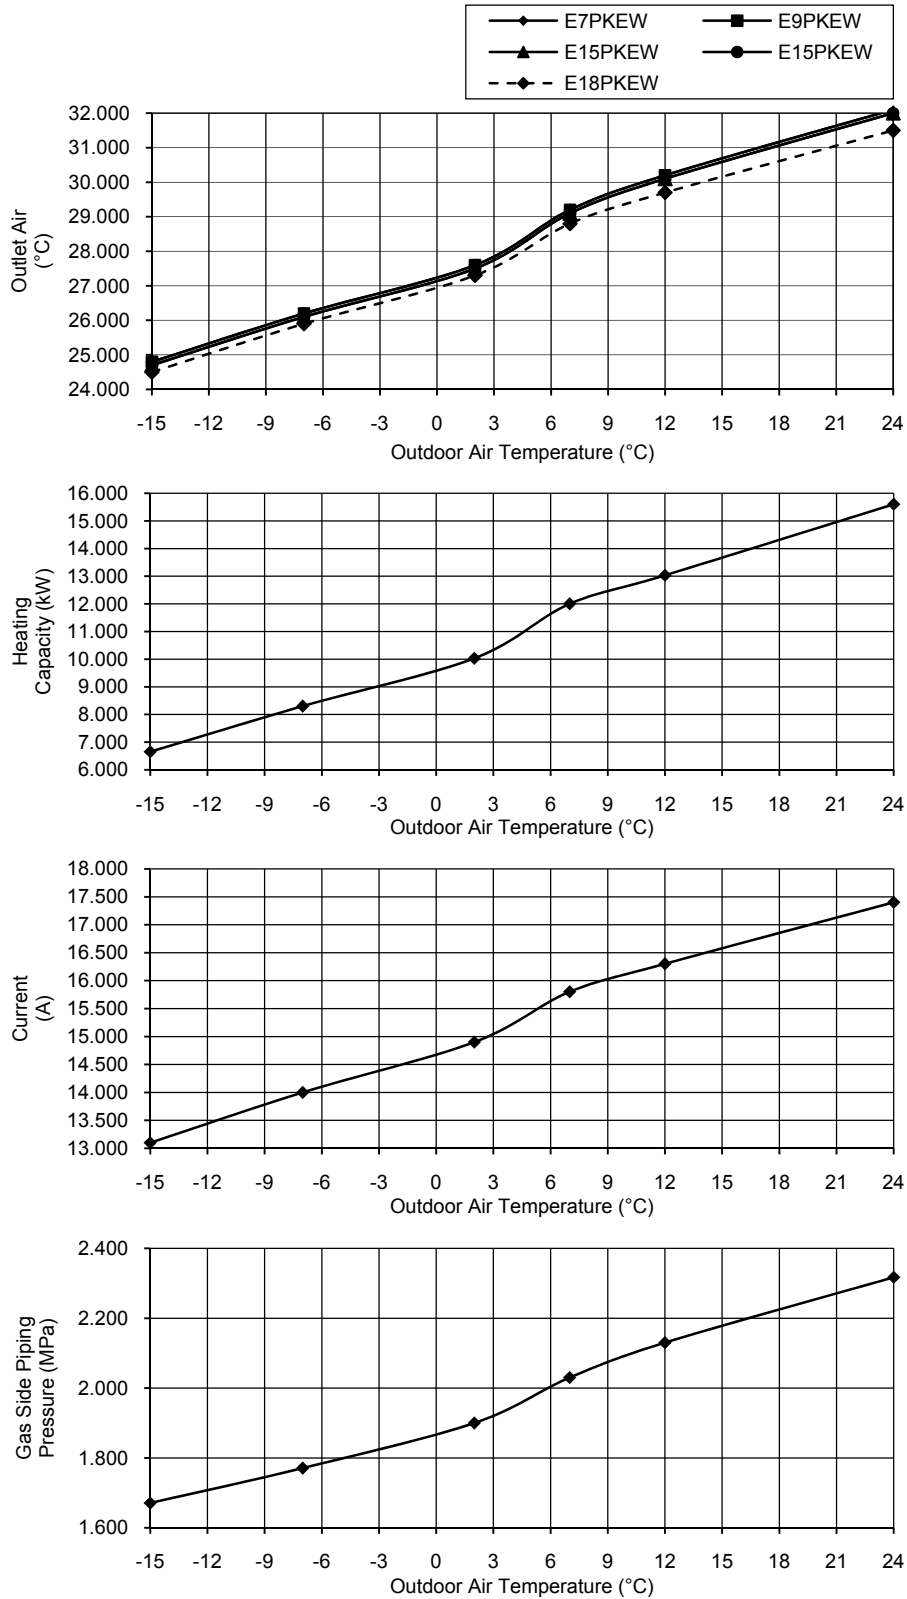 E7PKEW E9PKEW
E15PKEW E15PKEW
E18PKEW
32.000
31.000
30.000
29.000
28.000
27.000
26.000
25.000
24.000
Outlet Air
(°C)
-15 -12 -9 -6 -3 0 3 6 9 12 15 18 21 24
Outdoor Air Temperature (°C)
16.000
15.000
14.000
13.000
12.000
11.000
10.000
9.000
8.000
7.000
6.000
Heating
Capacity (kW)
-15 -12 -9 -6 -3 0 3 6 9 12 15 18 21 24
Outdoor Air Temperature (°C)
18.000
17.500
17.000
16.500
16.000
15.500
15.000
14.500
14.000
13.500
13.000
Current
(A)
-15 -12 -9 -6 -3 0 3 6 9 12 15 18 21 24
Outdoor Air Temperature (°C)
2.400
2.200
2.000
1.800
1.600
Gas Side Piping
Pressure (MPa)
-15 -12 -9 -6 -3 0 3 6 9 12 15 18 21 24
Outdoor Air Temperature (°C)